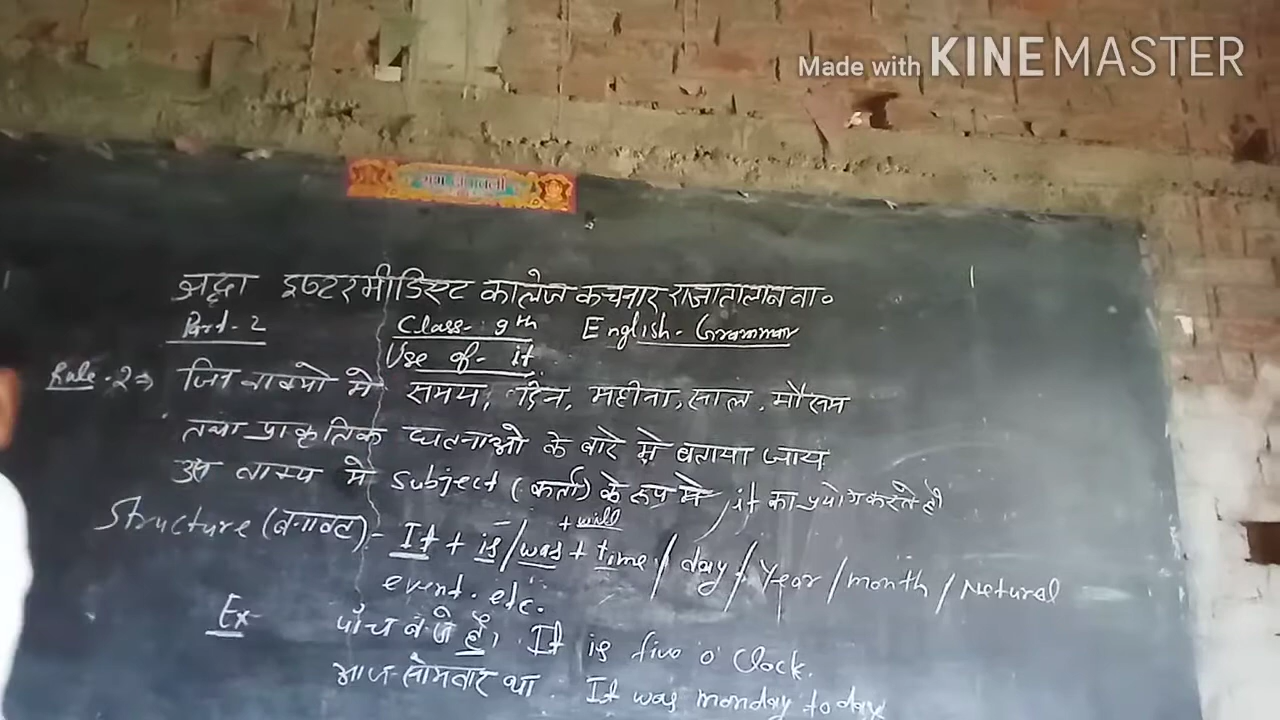 Made with KINEMASTER
इण्टरमीडिएट कालेज कचनार राजातालाब वा०
Part-2 Class-9th English-Grammar
Use of-it
Rule-2⇒ जिन वाक्यो मे समय, दिन, महीना, साल, मौसम
तथा प्राकृतिक घटनाओ के बारे मे बताया जाय
उस वाक्य मे subject (कर्ता) के रूप मे it का प्रयोग करते है।
+ will
Structure (बनावट)- It + is/was + time / day / Year / month / Netural
event. etc.
Ex- पाँच बजे है। It is five o' Clock.
आज सोमवार था. It was monday today